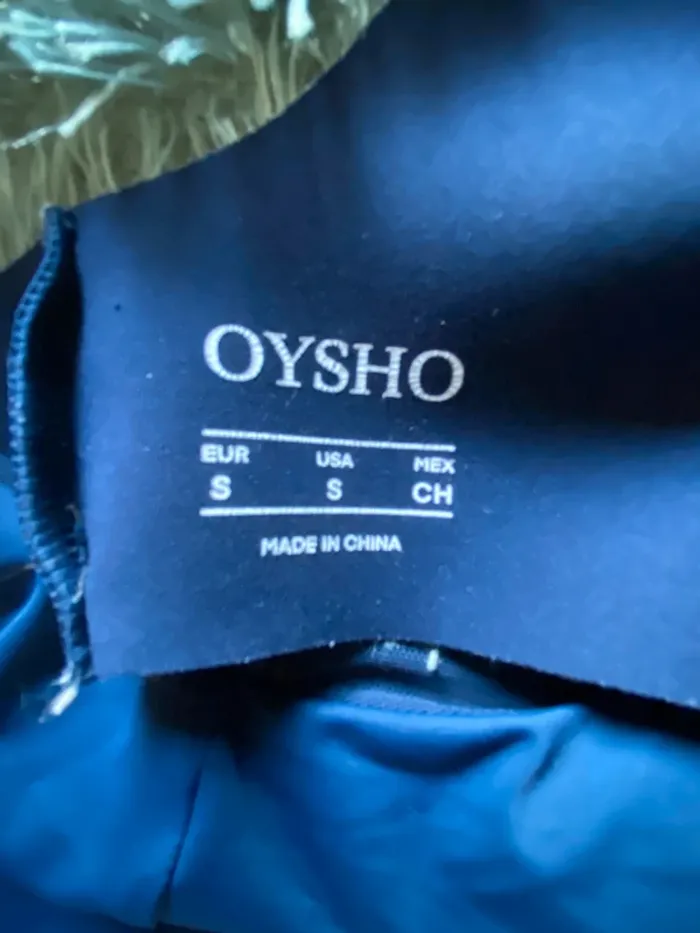 OYSHO
EUR USA MEX
S S CH
MADE IN CHINA